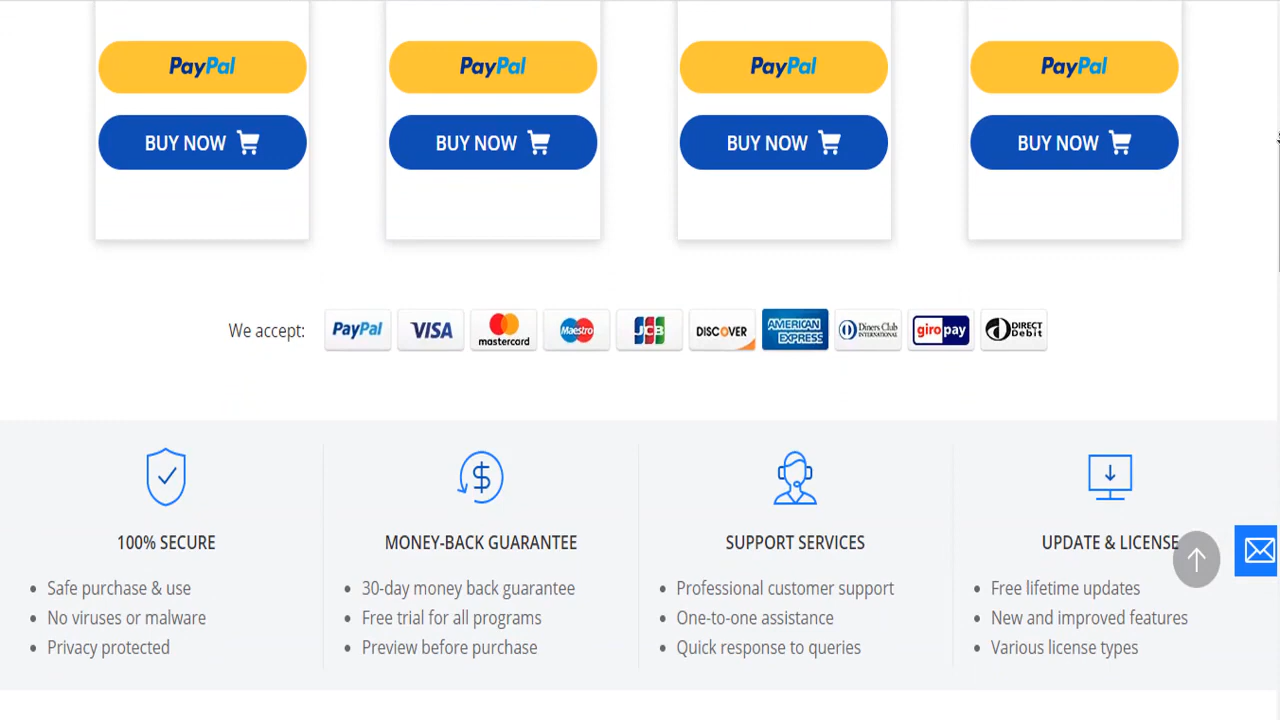 PayPal PayPal PayPal PayPal
BUY NOW BUY NOW BUY NOW BUY NOW
We accept: PayPal VISA mastercard Maestro JCB DISCOVER AMERICAN EXPRESS Diners Club INTERNATIONAL giropay DIRECT Debit
100% SECURE
• Safe purchase & use
• No viruses or malware
• Privacy protected
MONEY-BACK GUARANTEE
• 30-day money back guarantee
• Free trial for all programs
• Preview before purchase
SUPPORT SERVICES
• Professional customer support
• One-to-one assistance
• Quick response to queries
UPDATE & LICENSE
• Free lifetime updates
• New and improved features
• Various license types